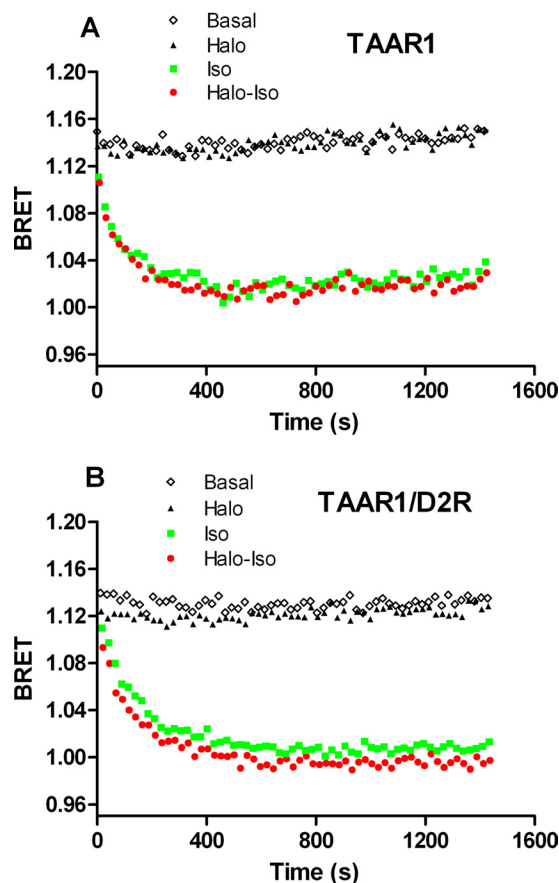 A
TAAR1
Basal
Halo
Iso
Halo-Iso
BRET
1.20
1.16
1.12
1.08
1.04
1.00
0.96
0 400 800 1200 1600
Time (s)
B
TAAR1/D2R
Basal
Halo
Iso
Halo-Iso
BRET
1.20
1.16
1.12
1.08
1.04
1.00
0.96
0 400 800 1200 1600
Time (s)